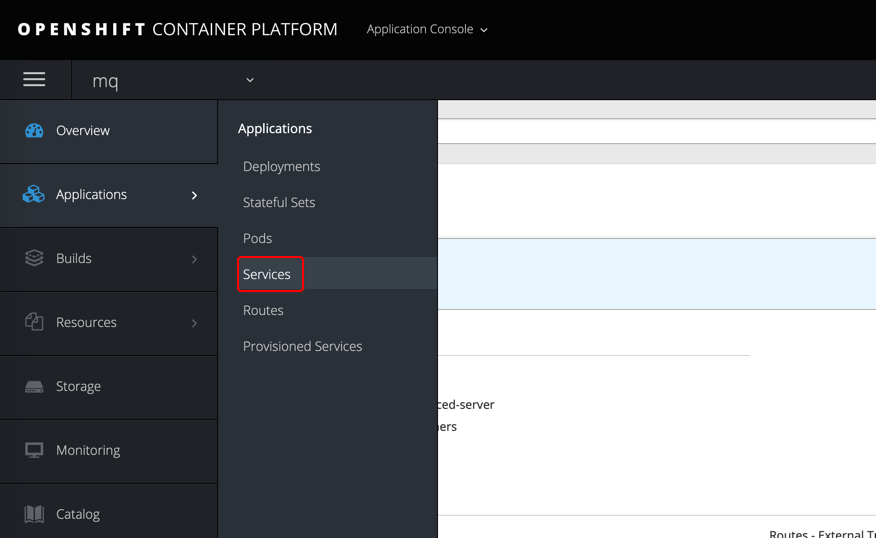 OPENSHIFT CONTAINER PLATFORM Application Console
mq
Overview
Applications
Builds
Resources
Storage
Monitoring
Catalog
Applications
Deployments
Stateful Sets
Pods
Services
Routes
Provisioned Services
ced-server
ners
Routes - External